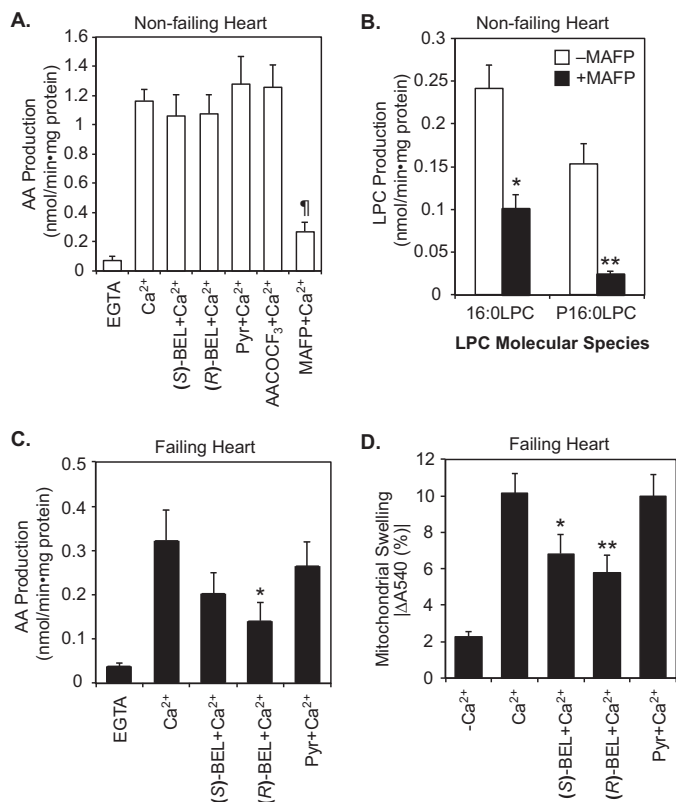 A.
Non-failing Heart
AA Production
(nmol/min•mg protein)
1.6
1.4
1.2
1
0.8
0.6
0.4
0.2
0
¶
EGTA
Ca²⁺
(S)-BEL+Ca²⁺
(R)-BEL+Ca²⁺
Pyr+Ca²⁺
AACOCF₃+Ca²⁺
MAFP+Ca²⁺
B.
Non-failing Heart
LPC Production
(nmol/min•mg protein)
0.3
0.25
0.2
0.15
0.1
0.05
0
–MAFP
+MAFP
*
**
16:0LPC
P16:0LPC
LPC Molecular Species
C.
Failing Heart
AA Production
(nmol/min•mg protein)
0.5
0.4
0.3
0.2
0.1
0
*
EGTA
Ca²⁺
(S)-BEL+Ca²⁺
(R)-BEL+Ca²⁺
Pyr+Ca²⁺
D.
Failing Heart
Mitochondrial Swelling
|ΔA540 (%)|
12
10
8
6
4
2
0
*
**
-Ca²⁺
Ca²⁺
(S)-BEL+Ca²⁺
(R)-BEL+Ca²⁺
Pyr+Ca²⁺